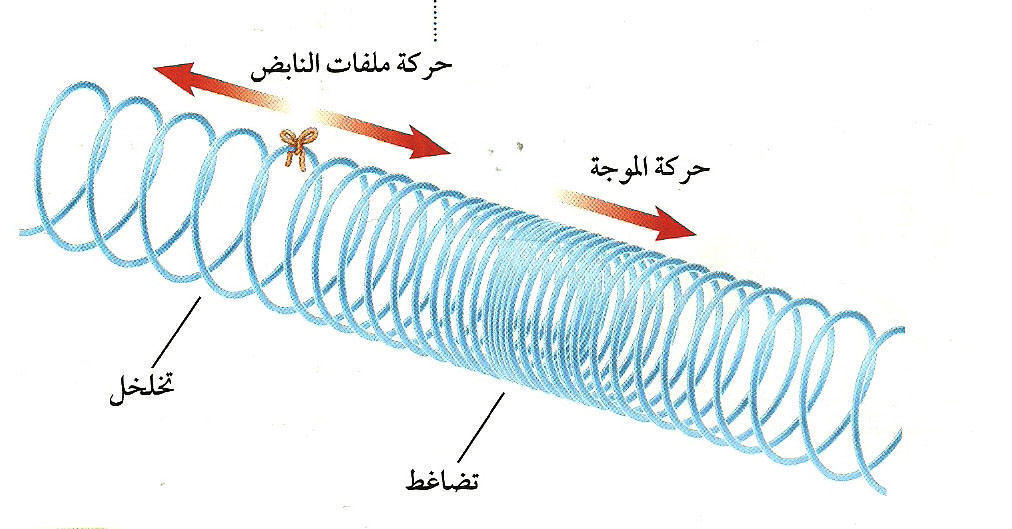 حركة ملفات النابض
حركة الموجة
تخلخل
تضاغط